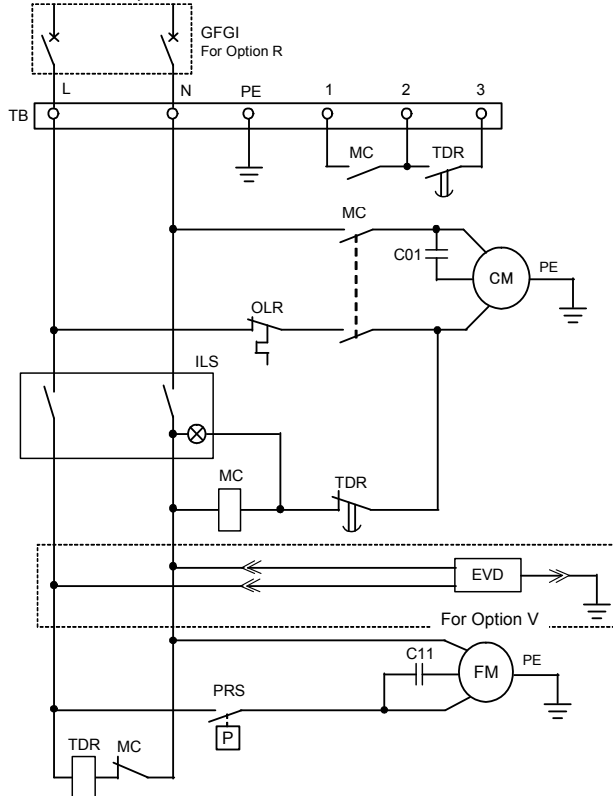 GFGI
For Option R
L N PE 1 2 3
TB
MC TDR
MC
C01
CM PE
OLR
ILS
MC TDR
EVD
For Option V
C11
FM PE
PRS
P
TDR MC